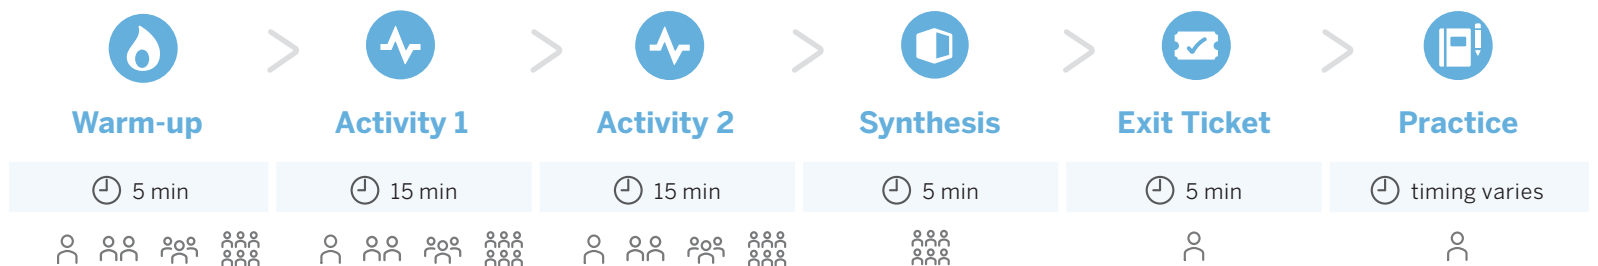 Warm-up
Activity 1
Activity 2
Synthesis
Exit Ticket
Practice
5 min
15 min
15 min
5 min
5 min
timing varies